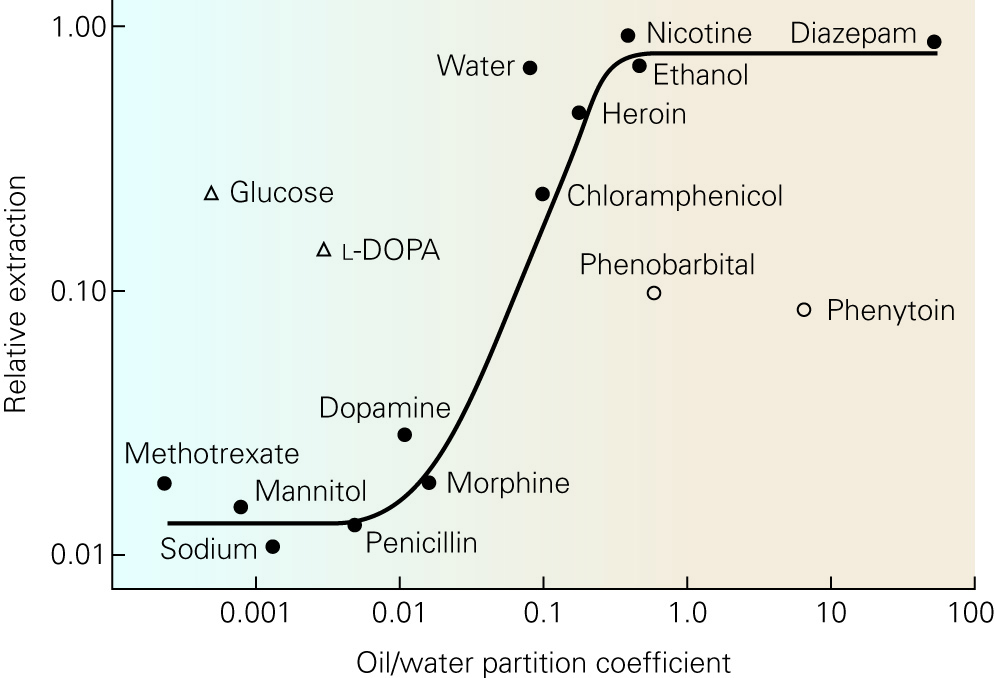 1.00
Nicotine
Diazepam
Water
Ethanol
Heroin
Glucose
Chloramphenicol
L-DOPA
Phenobarbital
0.10
Phenytoin
Relative extraction
Dopamine
Methotrexate
Mannitol
Morphine
Sodium
Penicillin
0.01
0.001 0.01 0.1 1.0 10 100
Oil/water partition coefficient